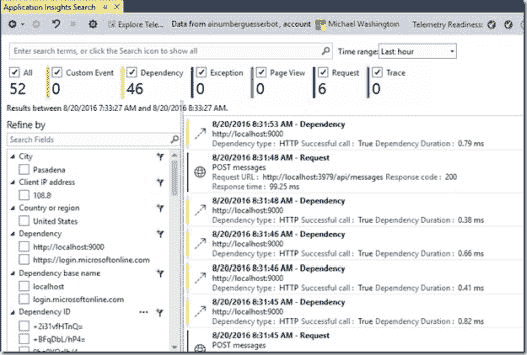 Application Insights Search
Explore Tele... Data from ainumberguesserbot, account Michael Washington Telemetry Readiness:
Enter search terms, or click the Search icon to show all Time range: Last: hour
All Custom Event Dependency Exception Page View Request Trace
52 0 46 0 0 6 0
Results between 8/20/2016 7:33:27 AM and 8/20/2016 8:33:27 AM.
Refine by
Search Fields
City
Pasadena
Client IP address
108.8
Country or region
United States
Dependency
http://localhost:9000
https://login.microsoftonline.com
Dependency base name
localhost
login.microsoftonline.com
Dependency ID ...
+2i31vfHTnQ=
+BFqDbL/hP4=
8/20/2016 8:31:53 AM - Dependency
http://localhost:9000
Dependency type : HTTP Successful call : True Dependency Duration : 0.79 ms
8/20/2016 8:31:48 AM - Request
POST messages
Request URL : http://localhost:3979/api/messages Response code : 200
Response time : 99.25 ms
8/20/2016 8:31:48 AM - Dependency
http://localhost:9000
Dependency type : HTTP Successful call : True Dependency Duration : 0.38 ms
8/20/2016 8:31:46 AM - Dependency
http://localhost:9000
Dependency type : HTTP Successful call : True Dependency Duration : 0.66 ms
8/20/2016 8:31:46 AM - Dependency
http://localhost:9000
Dependency type : HTTP Successful call : True Dependency Duration : 0.41 ms
8/20/2016 8:31:45 AM - Dependency
http://localhost:9000
Dependency type : HTTP Successful call : True Dependency Duration : 0.82 ms
8/20/2016 8:31:45 AM - Request
POST messages